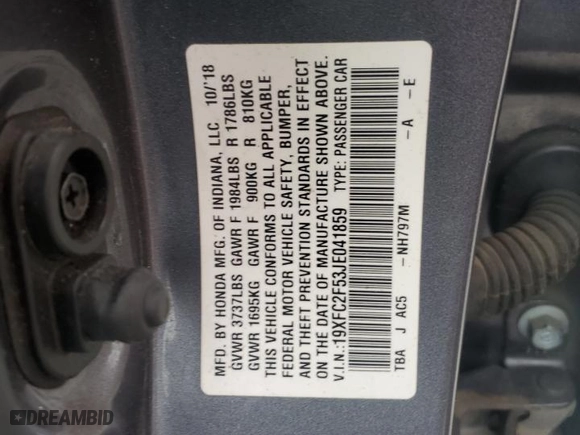 MFD. BY HONDA MFG. OF INDIANA, LLC. 10/'18
GVWR 3737LBS GAWR F 1984LBS R 1786LBS
GVWR 1695KG GAWR F 900KG R 810KG
THIS VEHICLE CONFORMS TO ALL APPLICABLE
FEDERAL MOTOR VEHICLE SAFETY, BUMPER,
AND THEFT PREVENTION STANDARDS IN EFFECT
ON THE DATE OF MANUFACTURE SHOWN ABOVE.
V.I.N.:19XFC2F53JE041859 TYPE: PASSENGER CAR
TBA J AC5 -NH797M -A -E
DREAMBID